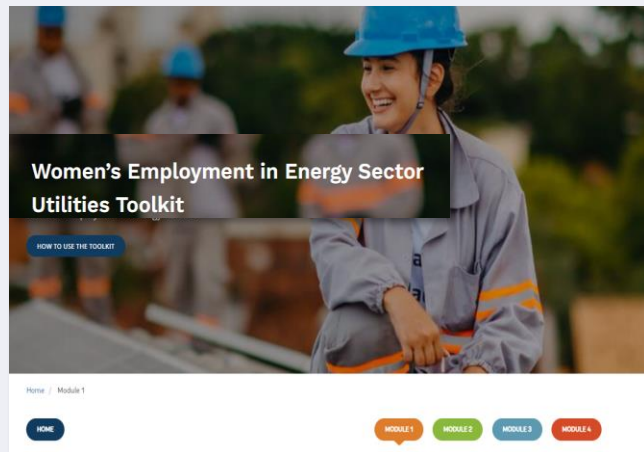 Women's Employment in Energy Sector
Utilities Toolkit
HOW TO USE THE TOOLKIT
Home / Module 1
HOME
MODULE 1
MODULE 2
MODULE 3
MODULE 4